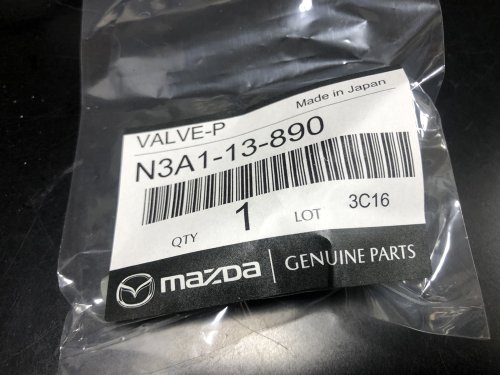 Made in Japan
VALVE-P
N3A1-13-890
QTY 1 LOT 3C16
mazda GENUINE PARTS